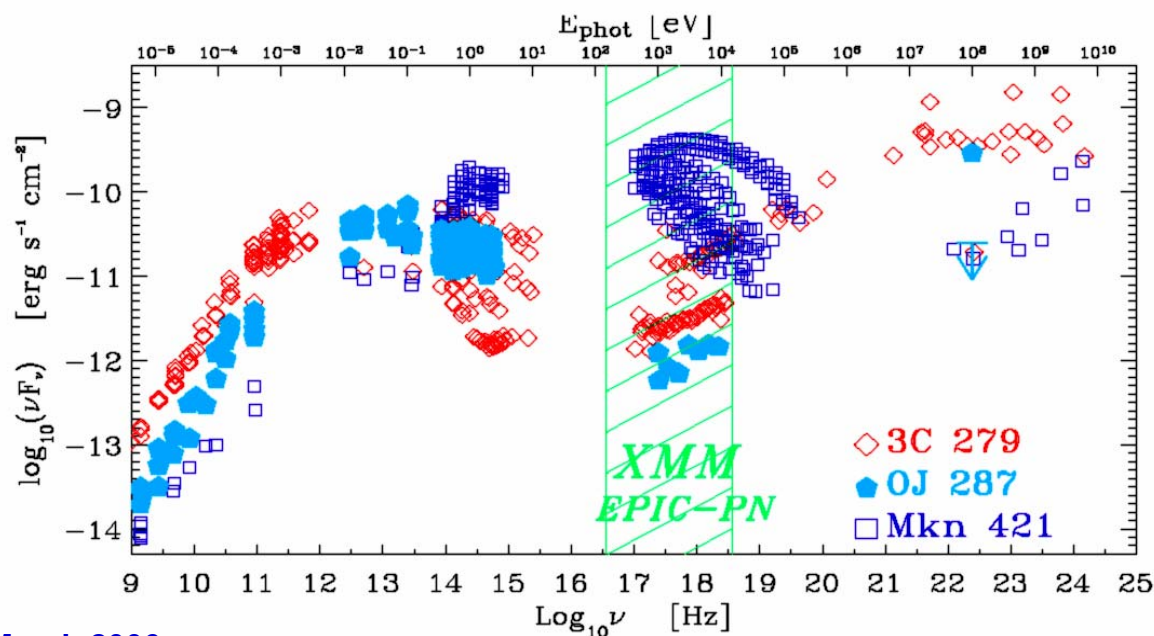 E_phot [eV]
10⁻⁵ 10⁻⁴ 10⁻³ 10⁻² 10⁻¹ 10⁰ 10¹ 10² 10³ 10⁴ 10⁵ 10⁶ 10⁷ 10⁸ 10⁹ 10¹⁰
log₁₀(νFᵥ) [erg s⁻¹ cm⁻²]
−9
−10
−11
−12
−13
−14
XMM
EPIC-PN
3C 279
OJ 287
Mkn 421
9 10 11 12 13 14 15 16 17 18 19 20 21 22 23 24 25
Log₁₀ν [Hz]